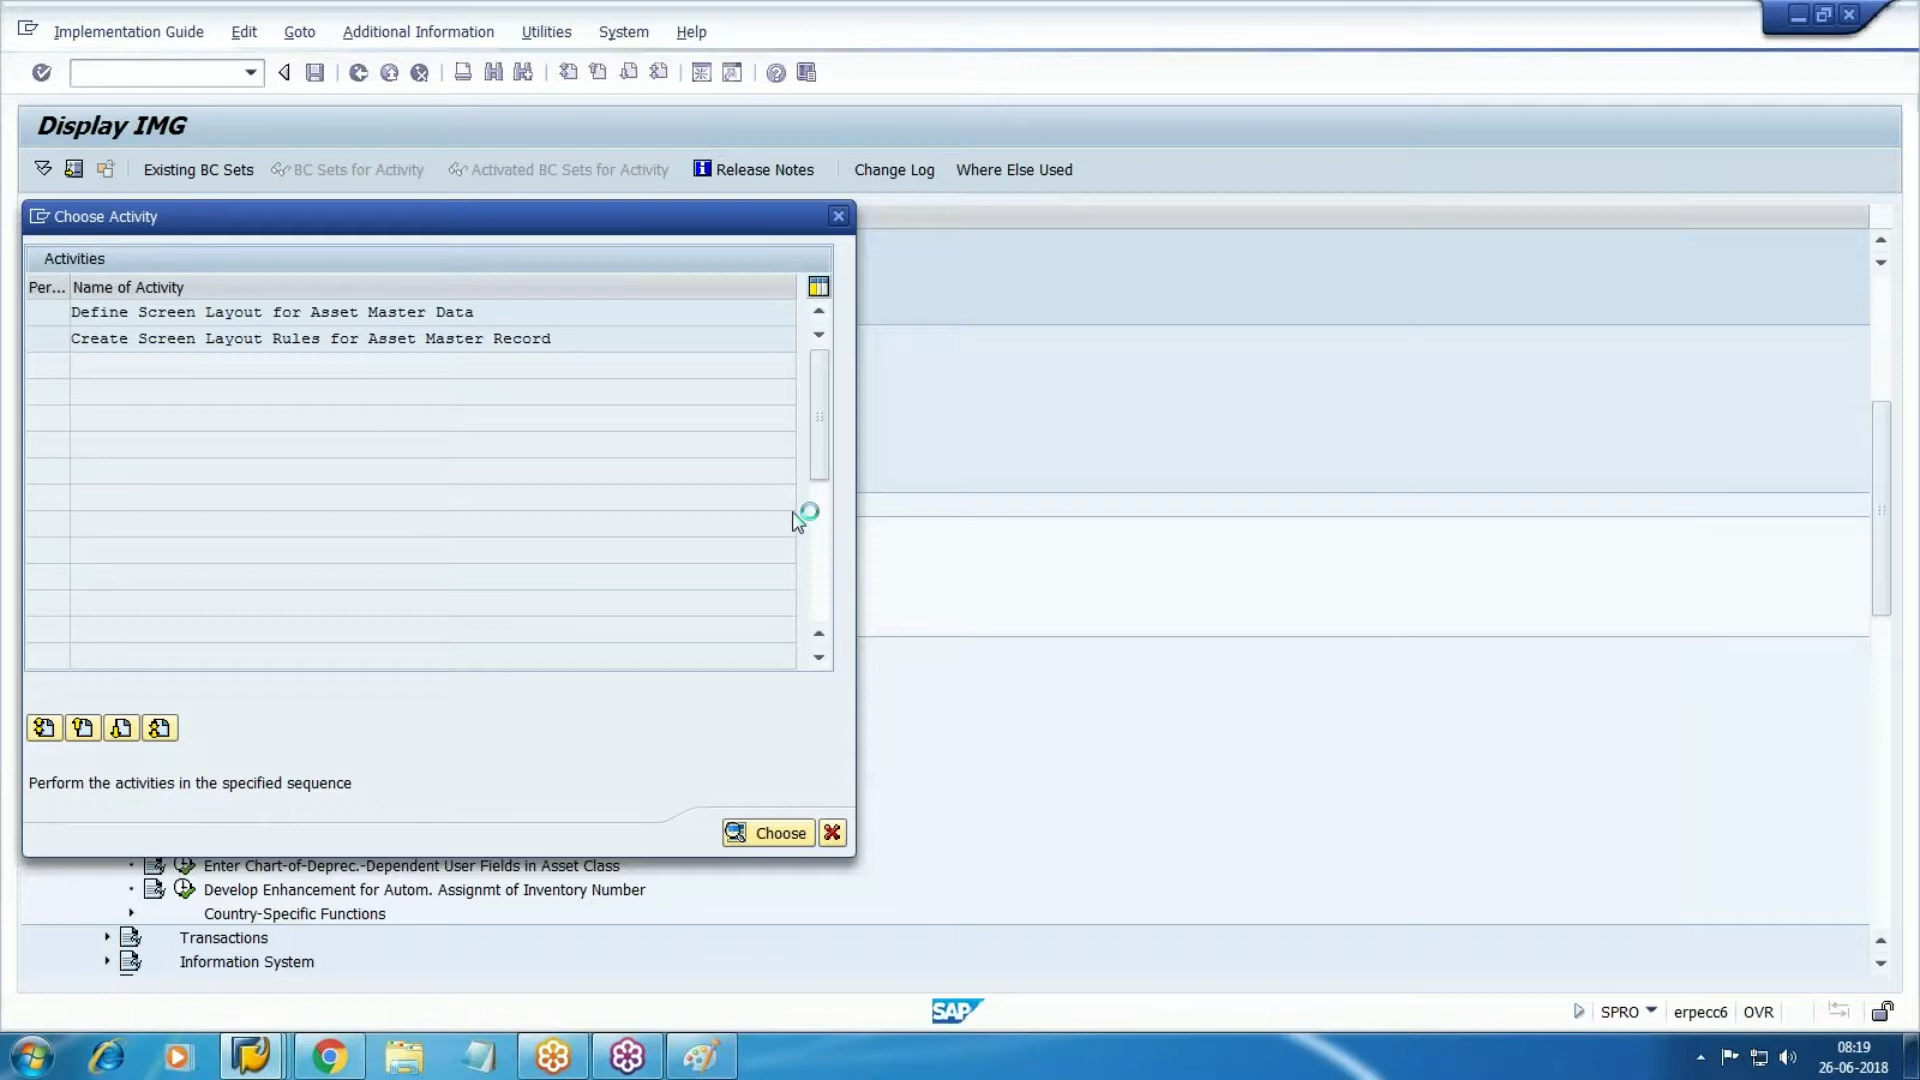 Implementation Guide Edit Goto Additional Information Utilities System Help
Display IMG
Existing BC Sets BC Sets for Activity Activated BC Sets for Activity Release Notes Change Log Where Else Used
Choose Activity
Activities
Per... Name of Activity
Define Screen Layout for Asset Master Data
Create Screen Layout Rules for Asset Master Record
Perform the activities in the specified sequence
Choose
Enter Chart-of-Deprec.-Dependent User Fields in Asset Class
Develop Enhancement for Autom. Assignmt of Inventory Number
Country-Specific Functions
Transactions
Information System
SAP
SPRO erpecc6 OVR
08:19
26-06-2018